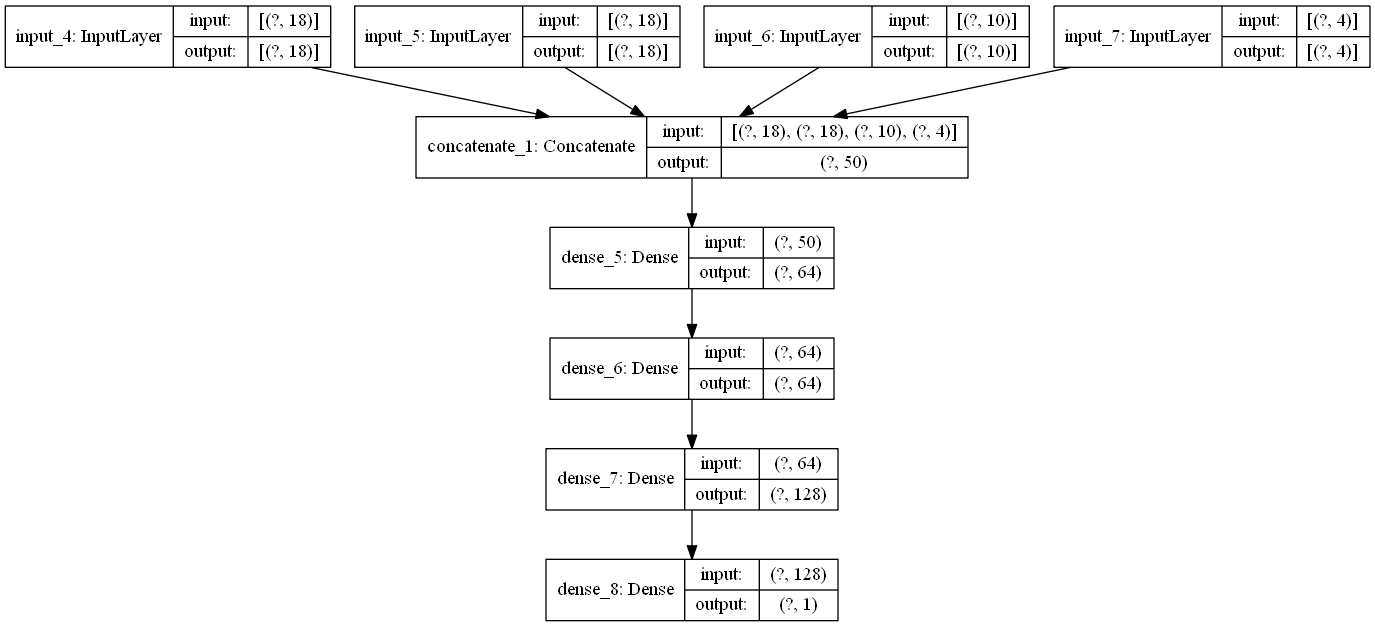 input_4: InputLayer input: [(?, 18)] output: [(?, 18)]
input_5: InputLayer input: [(?, 18)] output: [(?, 18)]
input_6: InputLayer input: [(?, 10)] output: [(?, 10)]
input_7: InputLayer input: [(?, 4)] output: [(?, 4)]
concatenate_1: Concatenate input: [(?, 18), (?, 18), (?, 10), (?, 4)] output: (?, 50)
dense_5: Dense input: (?, 50) output: (?, 64)
dense_6: Dense input: (?, 64) output: (?, 64)
dense_7: Dense input: (?, 64) output: (?, 128)
dense_8: Dense input: (?, 128) output: (?, 1)